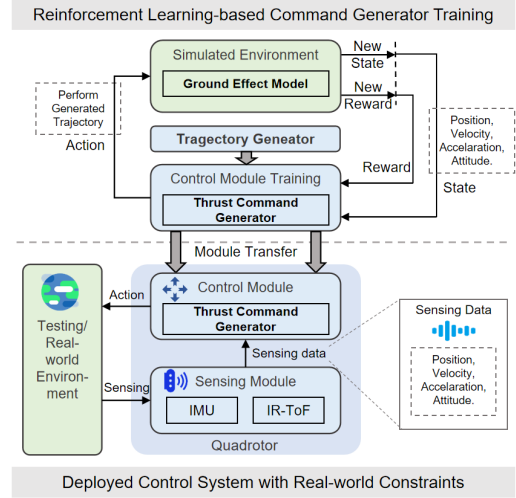 Reinforcement Learning-based Command Generator Training
Simulated Environment
Ground Effect Model
New
State
New
Reward
Perform
Generated
Trajectory
Action
Position,
Velocity,
Accelaration,
Attitude.
Tragectory Geneator
Reward
State
Control Module Training
Thrust Command
Generator
Module Transfer
Control Module
Thrust Command
Generator
Action
Testing/
Real-
world
Environ-
ment
Sensing data
Sensing
Sensing Module
IMU
IR-ToF
Quadrotor
Sensing Data
Position,
Velocity,
Accelaration,
Attitude.
Deployed Control System with Real-world Constraints